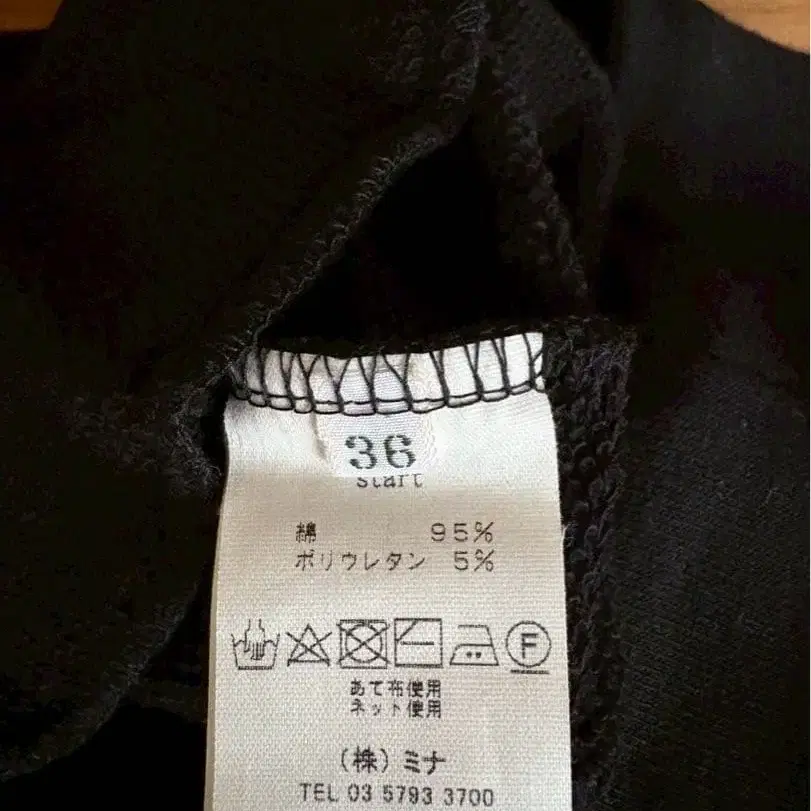 36
start
綿 95%
ポリウレタン 5%
F
あて布使用
ネット使用
(株) ミナ
TEL 03 5793 3700